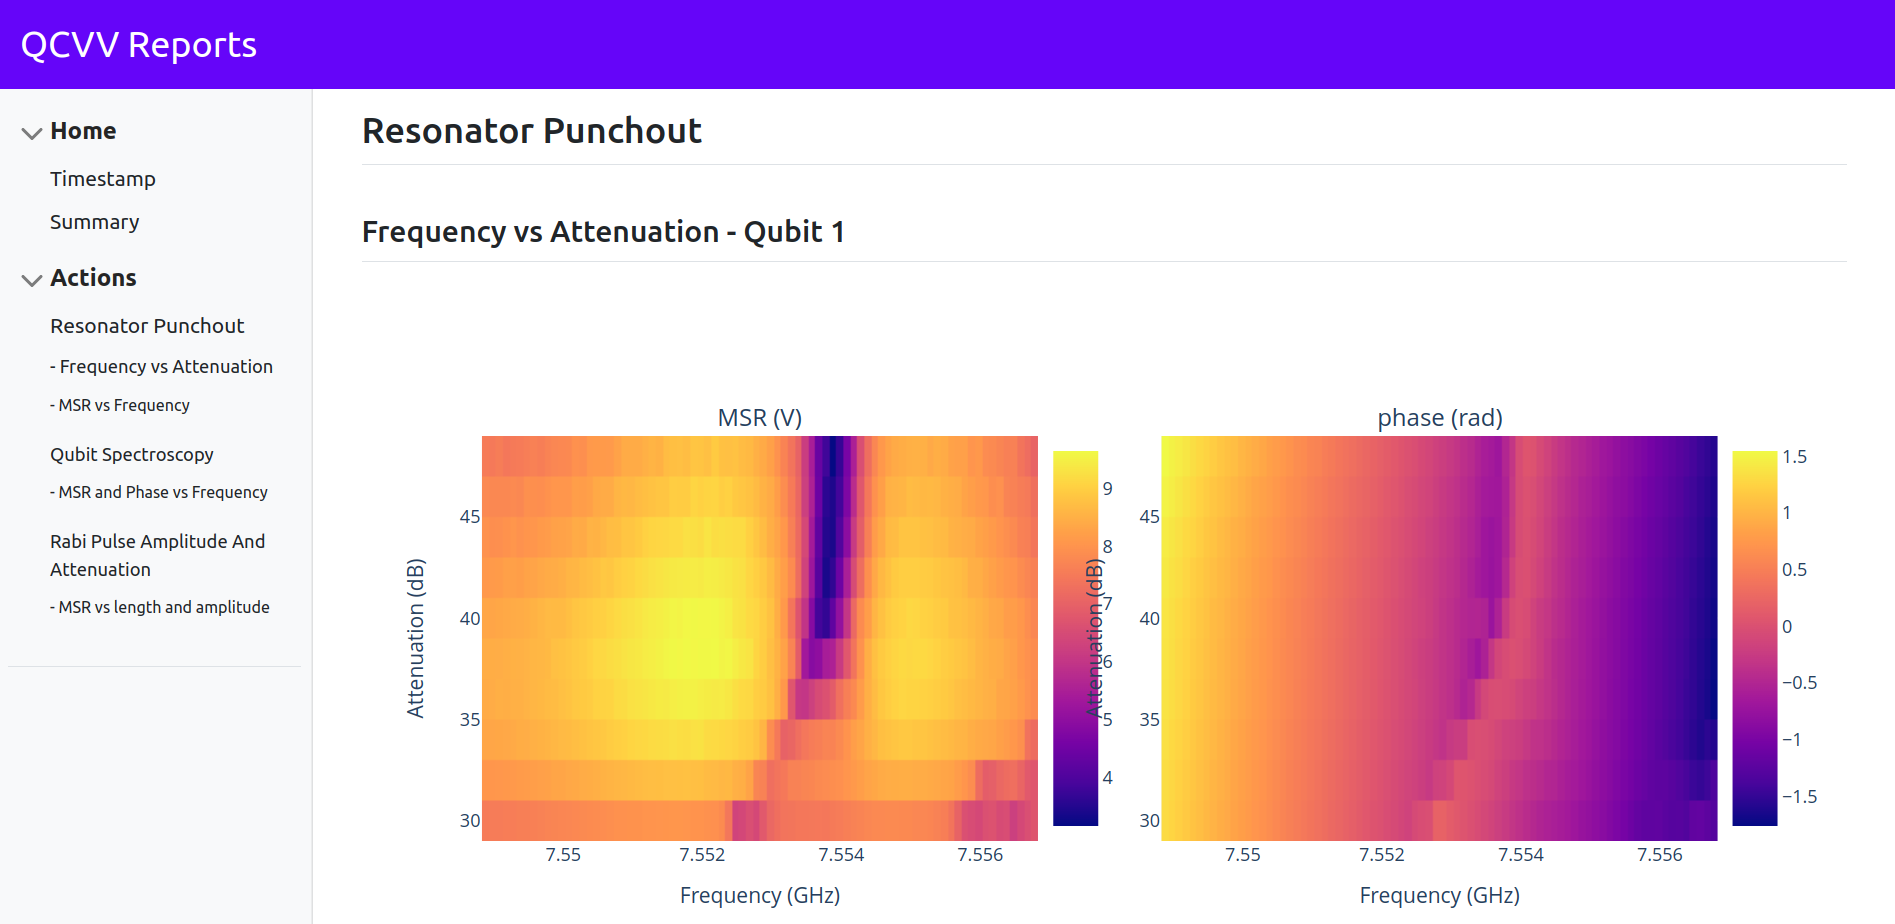 QCVV Reports
Home
Timestamp
Summary
Actions
Resonator Punchout
- Frequency vs Attenuation
- MSR vs Frequency
Qubit Spectroscopy
- MSR and Phase vs Frequency
Rabi Pulse Amplitude And
Attenuation
- MSR vs length and amplitude
Resonator Punchout
Frequency vs Attenuation - Qubit 1
MSR (V)
Attenuation (dB)
45
40
35
30
7.55 7.552 7.554 7.556
Frequency (GHz)
9
8
7
6
5
4
phase (rad)
Attenuation (dB)
45
40
35
30
7.55 7.552 7.554 7.556
Frequency (GHz)
1.5
1
0.5
0
−0.5
−1
−1.5